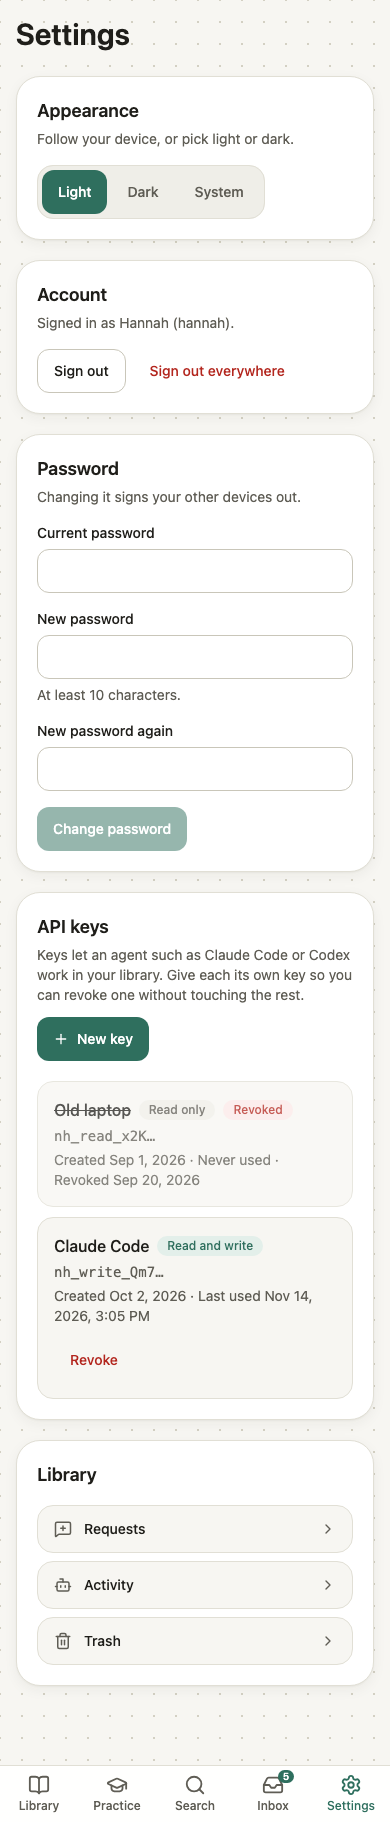 Settings
Appearance
Follow your device, or pick light or dark.
Light Dark System
Account
Signed in as Hannah (hannah).
Sign out Sign out everywhere
Password
Changing it signs your other devices out.
Current password
New password
At least 10 characters.
New password again
Change password
API keys
Keys let an agent such as Claude Code or Codex
work in your library. Give each its own key so you
can revoke one without touching the rest.
+ New key
Old laptop Read only Revoked
nh_read_x2K…
Created Sep 1, 2026 · Never used ·
Revoked Sep 20, 2026
Claude Code Read and write
nh_write_Qm7…
Created Oct 2, 2026 · Last used Nov 14,
2026, 3:05 PM
Revoke
Library
Requests
Activity
Trash
5
Library Practice Search Inbox Settings